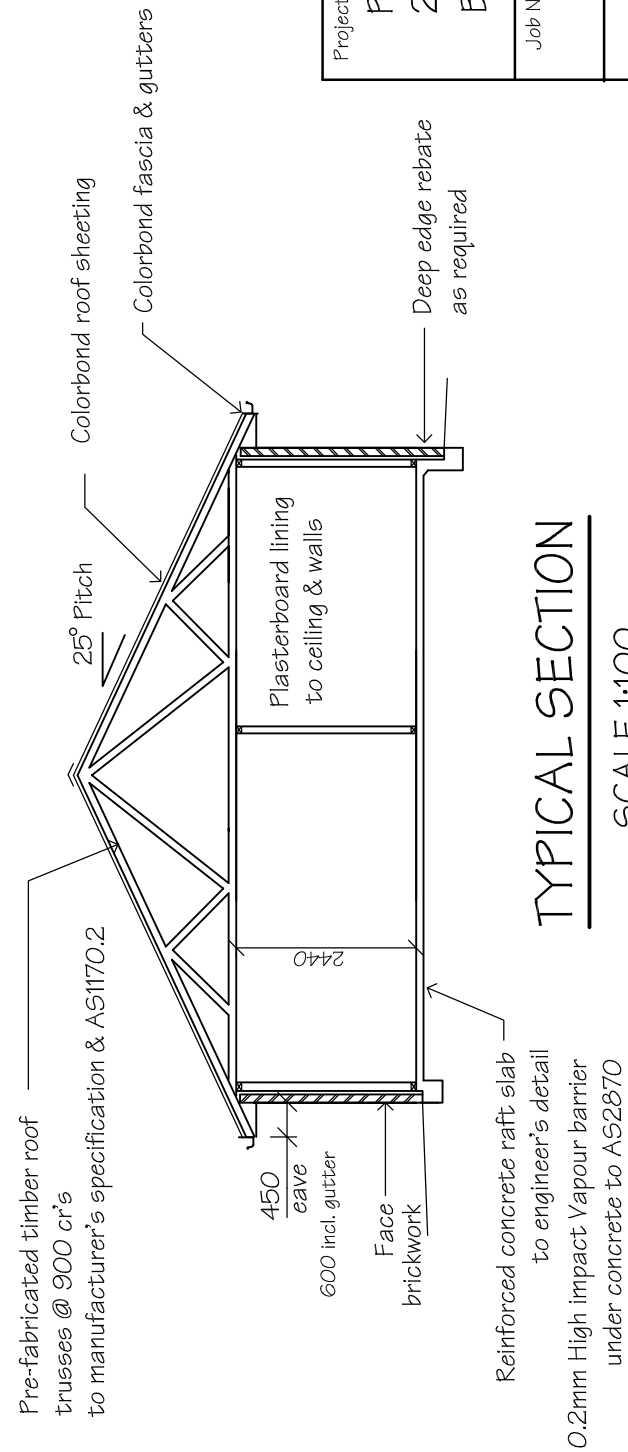 Pre-fabricated timber roof
trusses @ 900 cr's
to manufacturer's specification & AS1170.2
25° Pitch
Colorbond roof sheeting
Colorbond fascia & gutters
Plasterboard lining
to ceiling & walls
2440
450
eave
600 incl. gutter
Face
brickwork
Deep edge rebate
as required
Reinforced concrete raft slab
to engineer's detail
0.2mm High impact Vapour barrier
under concrete to AS2870
TYPICAL SECTION
SCALE 1:100
Project
Job N